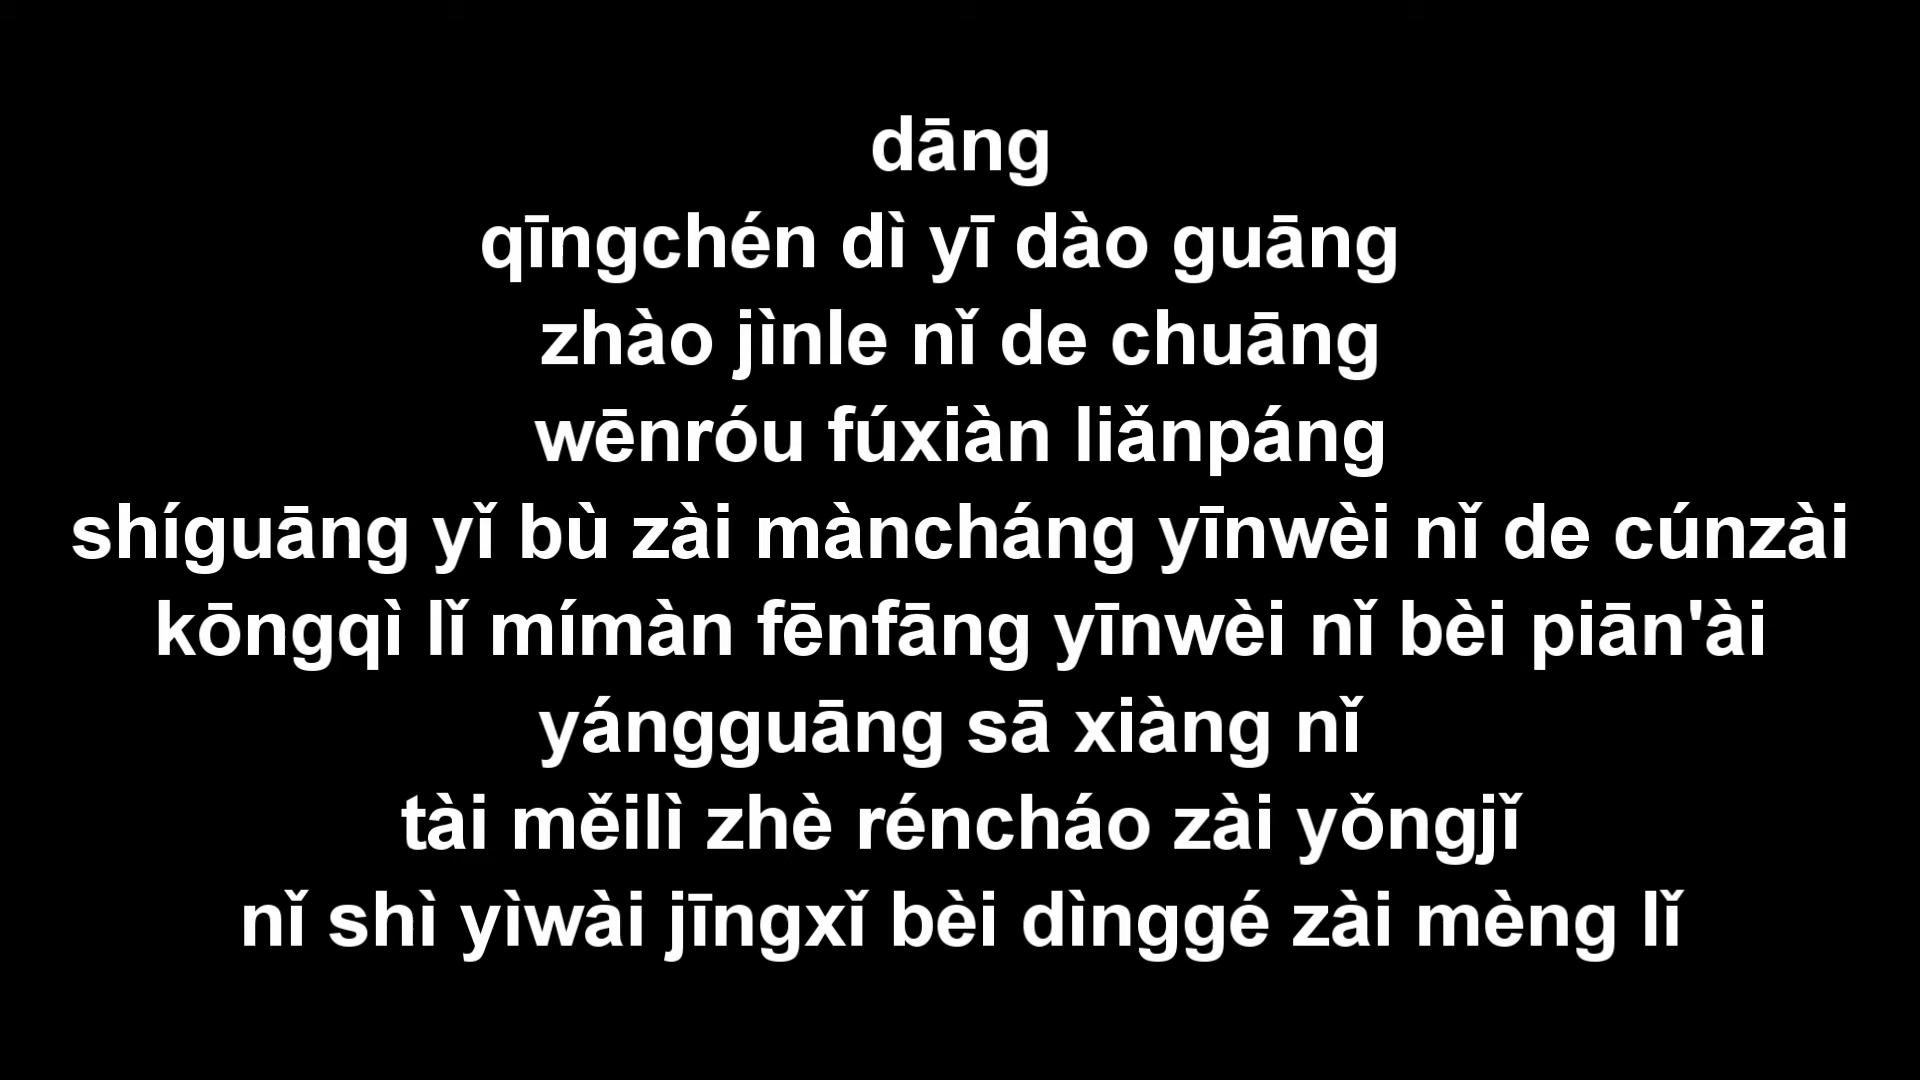 dāng
qīngchén dì yī dào guāng
zhào jìnle nǐ de chuāng
wēnróu fúxiàn liǎnpáng
shíguāng yǐ bù zài màncháng yīnwèi nǐ de cúnzài
kōngqì lǐ mímàn fēnfāng yīnwèi nǐ bèi piān'ài
yángguāng sā xiàng nǐ
tài měilì zhè réncháo zài yǒngjǐ
nǐ shì yìwài jīngxǐ bèi dìnggé zài mèng lǐ